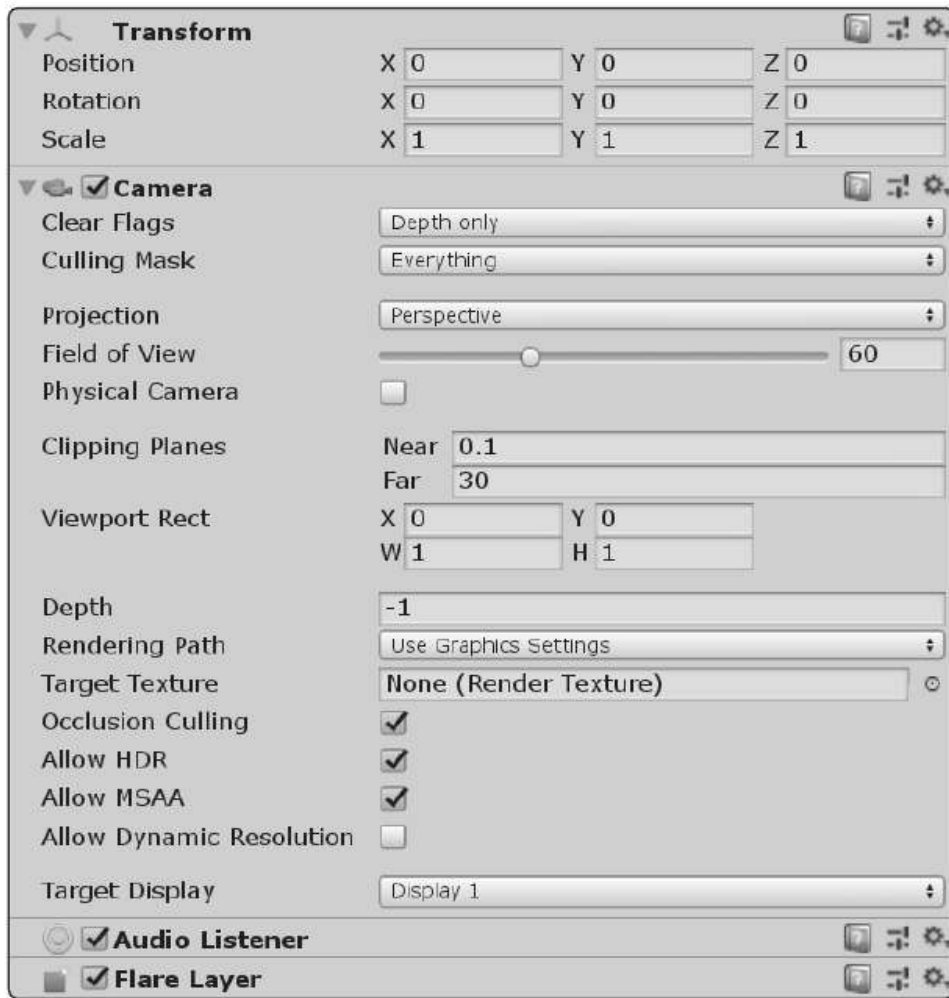 Transform
Position X 0 Y 0 Z 0
Rotation X 0 Y 0 Z 0
Scale X 1 Y 1 Z 1
Camera
Clear Flags Depth only
Culling Mask Everything
Projection Perspective
Field of View 60
Physical Camera
Clipping Planes Near 0.1
Far 30
Viewport Rect X 0 Y 0
W 1 H 1
Depth -1
Rendering Path Use Graphics Settings
Target Texture None (Render Texture)
Occlusion Culling
Allow HDR
Allow MSAA
Allow Dynamic Resolution
Target Display Display 1
Audio Listener
Flare Layer